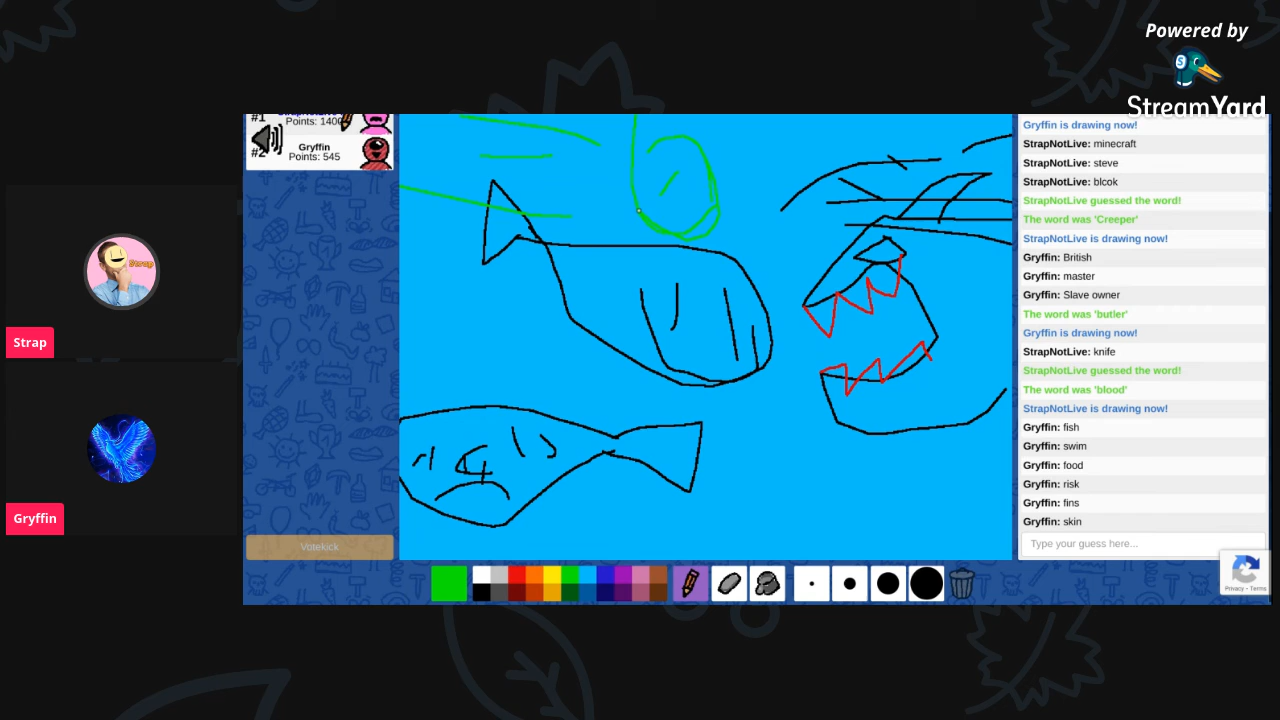 Powered by
StreamYard
#1
Points: 1400
#2
Gryffin
Points: 545
Strap
Strap
Gryffin
Votekick
Gryffin is drawing now!
StrapNotLive: minecraft
StrapNotLive: steve
StrapNotLive: blcok
StrapNotLive guessed the word!
The word was 'Creeper'
StrapNotLive is drawing now!
Gryffin: British
Gryffin: master
Gryffin: Slave owner
The word was 'butler'
Gryffin is drawing now!
StrapNotLive: knife
StrapNotLive guessed the word!
The word was 'blood'
StrapNotLive is drawing now!
Gryffin: fish
Gryffin: swim
Gryffin: food
Gryffin: risk
Gryffin: fins
Gryffin: skin
Type your guess here...
Privacy - Terms